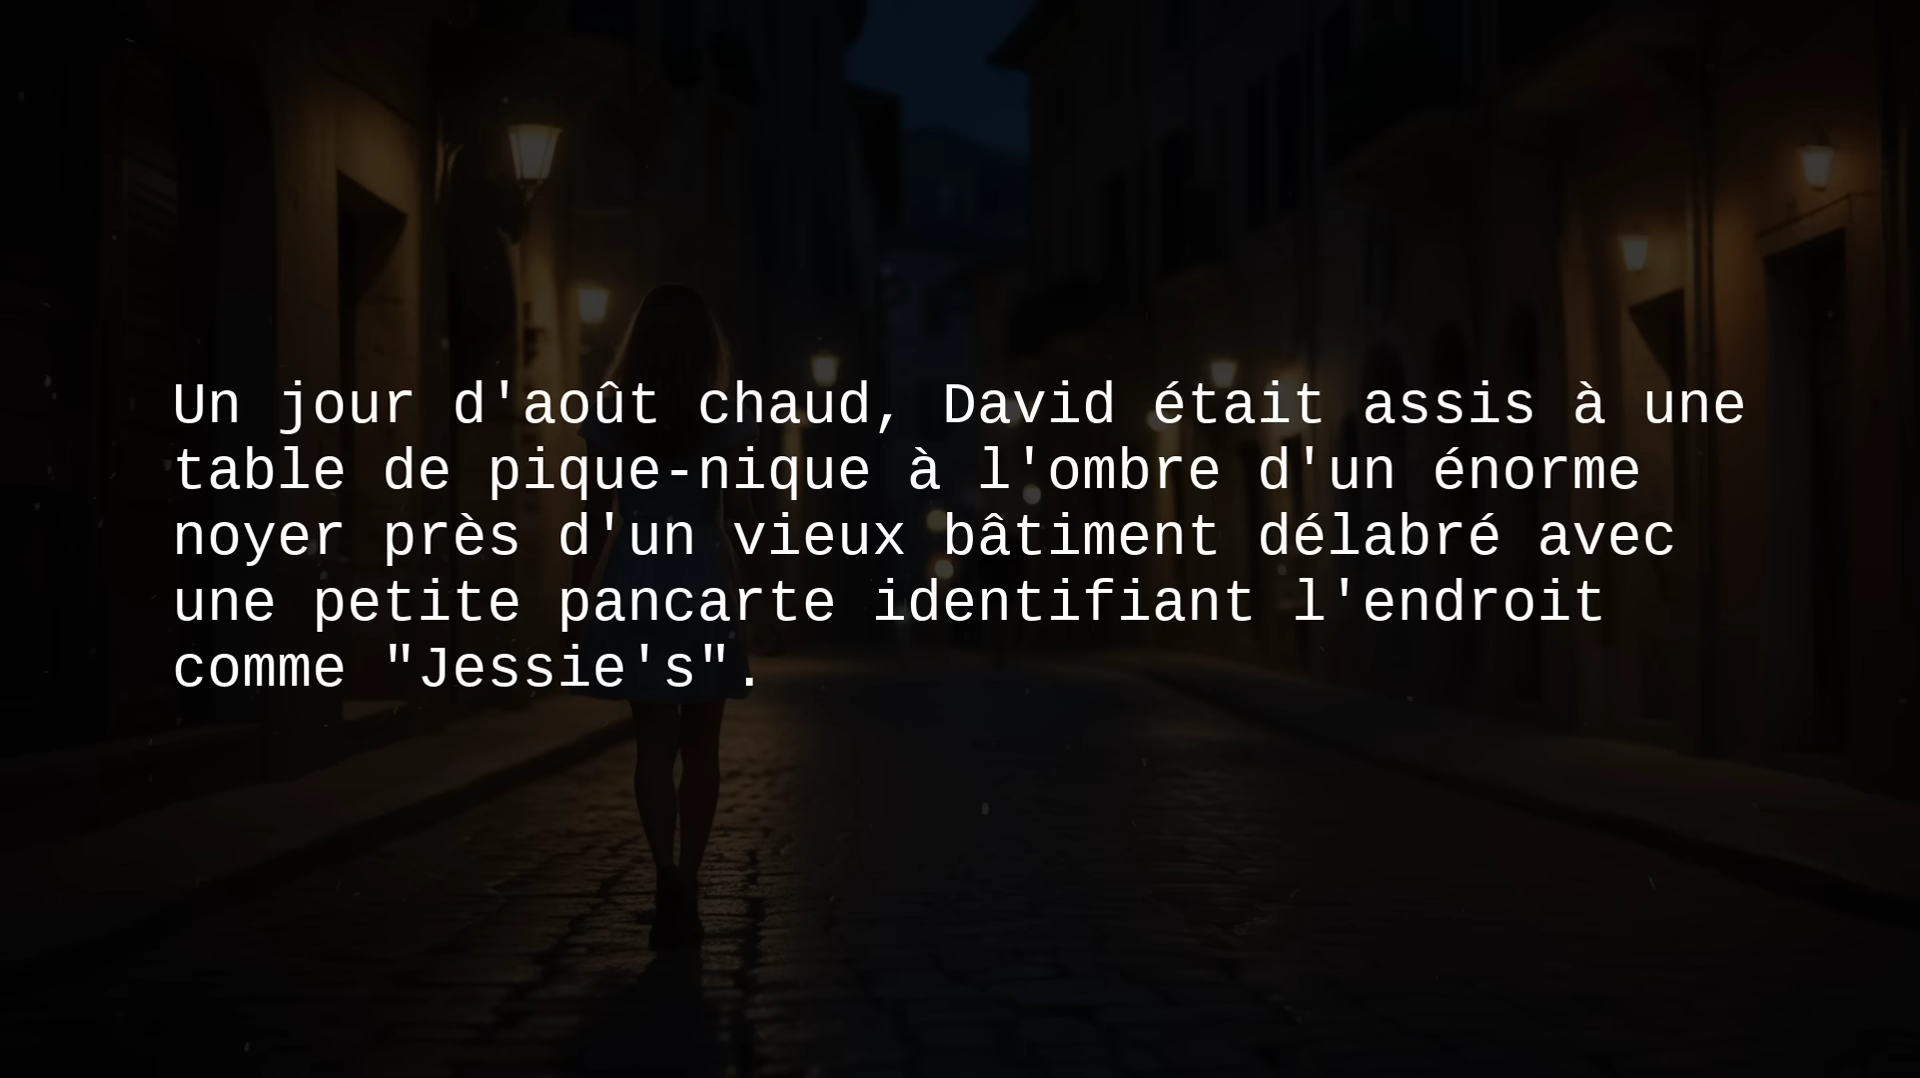 Un jour d'août chaud, David était assis à une
table de pique-nique à l'ombre d'un énorme
noyer près d'un vieux bâtiment délabré avec
une petite pancarte identifiant l'endroit
comme "Jessie's".